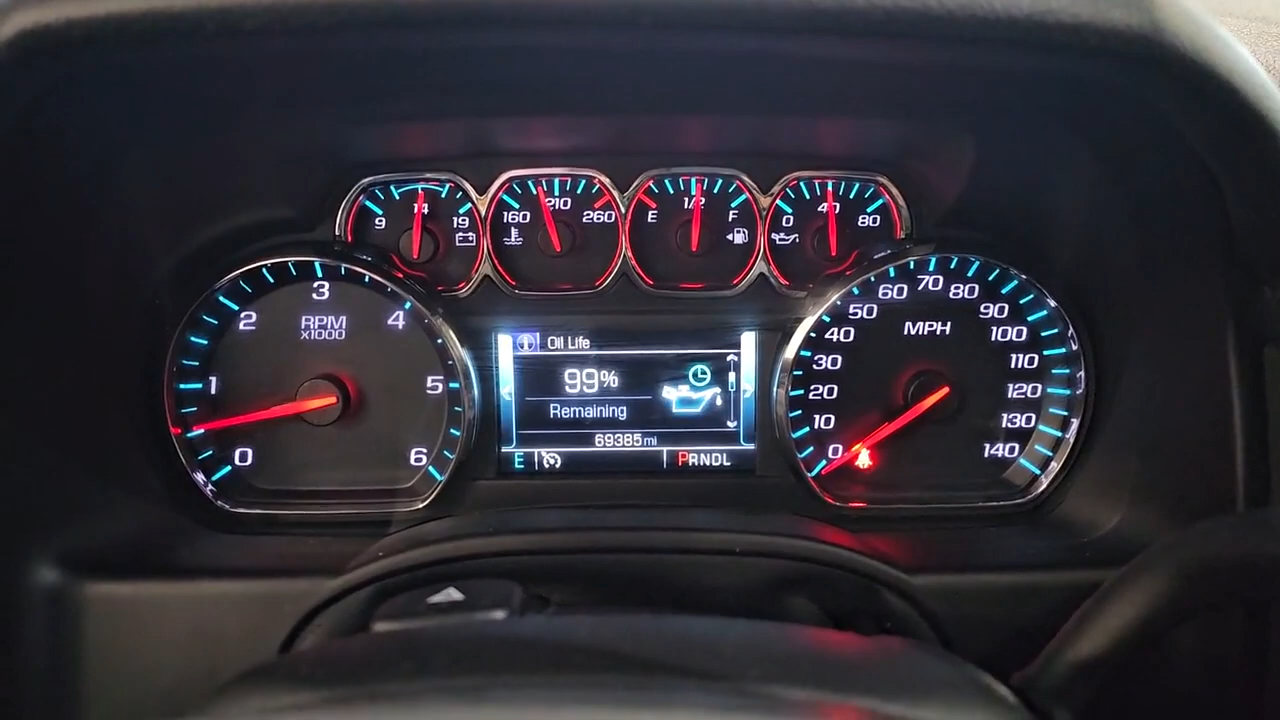 9 14 19
160 210 260
E 1/2 F
0 40 80
0 1 2 3 4 5 6
RPM
x1000
Oil Life
99%
Remaining
69385 mi
E
PRNDL
0 10 20 30 40 50 60 70 80 90 100 110 120 130 140
MPH